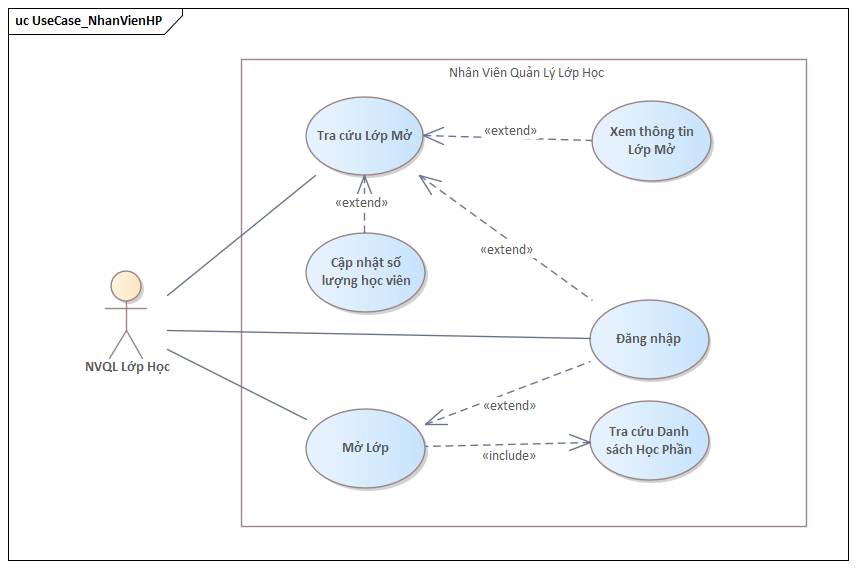 uc UseCase_NhanVienHP
Nhân Viên Quản Lý Lớp Học
Tra cứu Lớp Mở
«extend»
Xem thông tin
Lớp Mở
«extend»
Cập nhật số
lượng học viên
«extend»
NVQL Lớp Học
Đăng nhập
«extend»
Mở Lớp
«include»
Tra cứu Danh
sách Học Phần